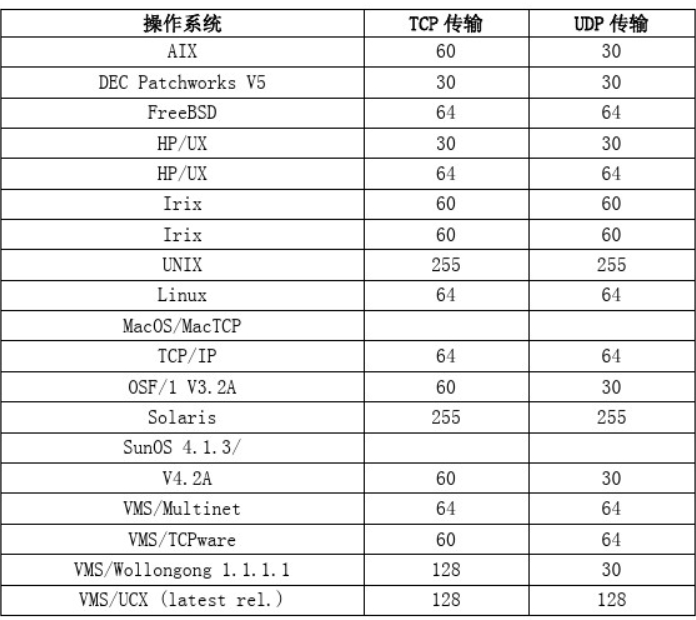 操作系统 TCP 传输 UDP 传输
AIX 60 30
DEC Patchworks V5 30 30
FreeBSD 64 64
HP/UX 30 30
HP/UX 64 64
Irix 60 60
Irix 60 60
UNIX 255 255
Linux 64 64
MacOS/MacTCP
TCP/IP 64 64
OSF/1 V3.2A 60 30
Solaris 255 255
SunOS 4.1.3/
V4.2A 60 30
VMS/Multinet 64 64
VMS/TCPware 60 64
VMS/Wollongong 1.1.1.1 128 30
VMS/UCX (latest rel.) 128 128